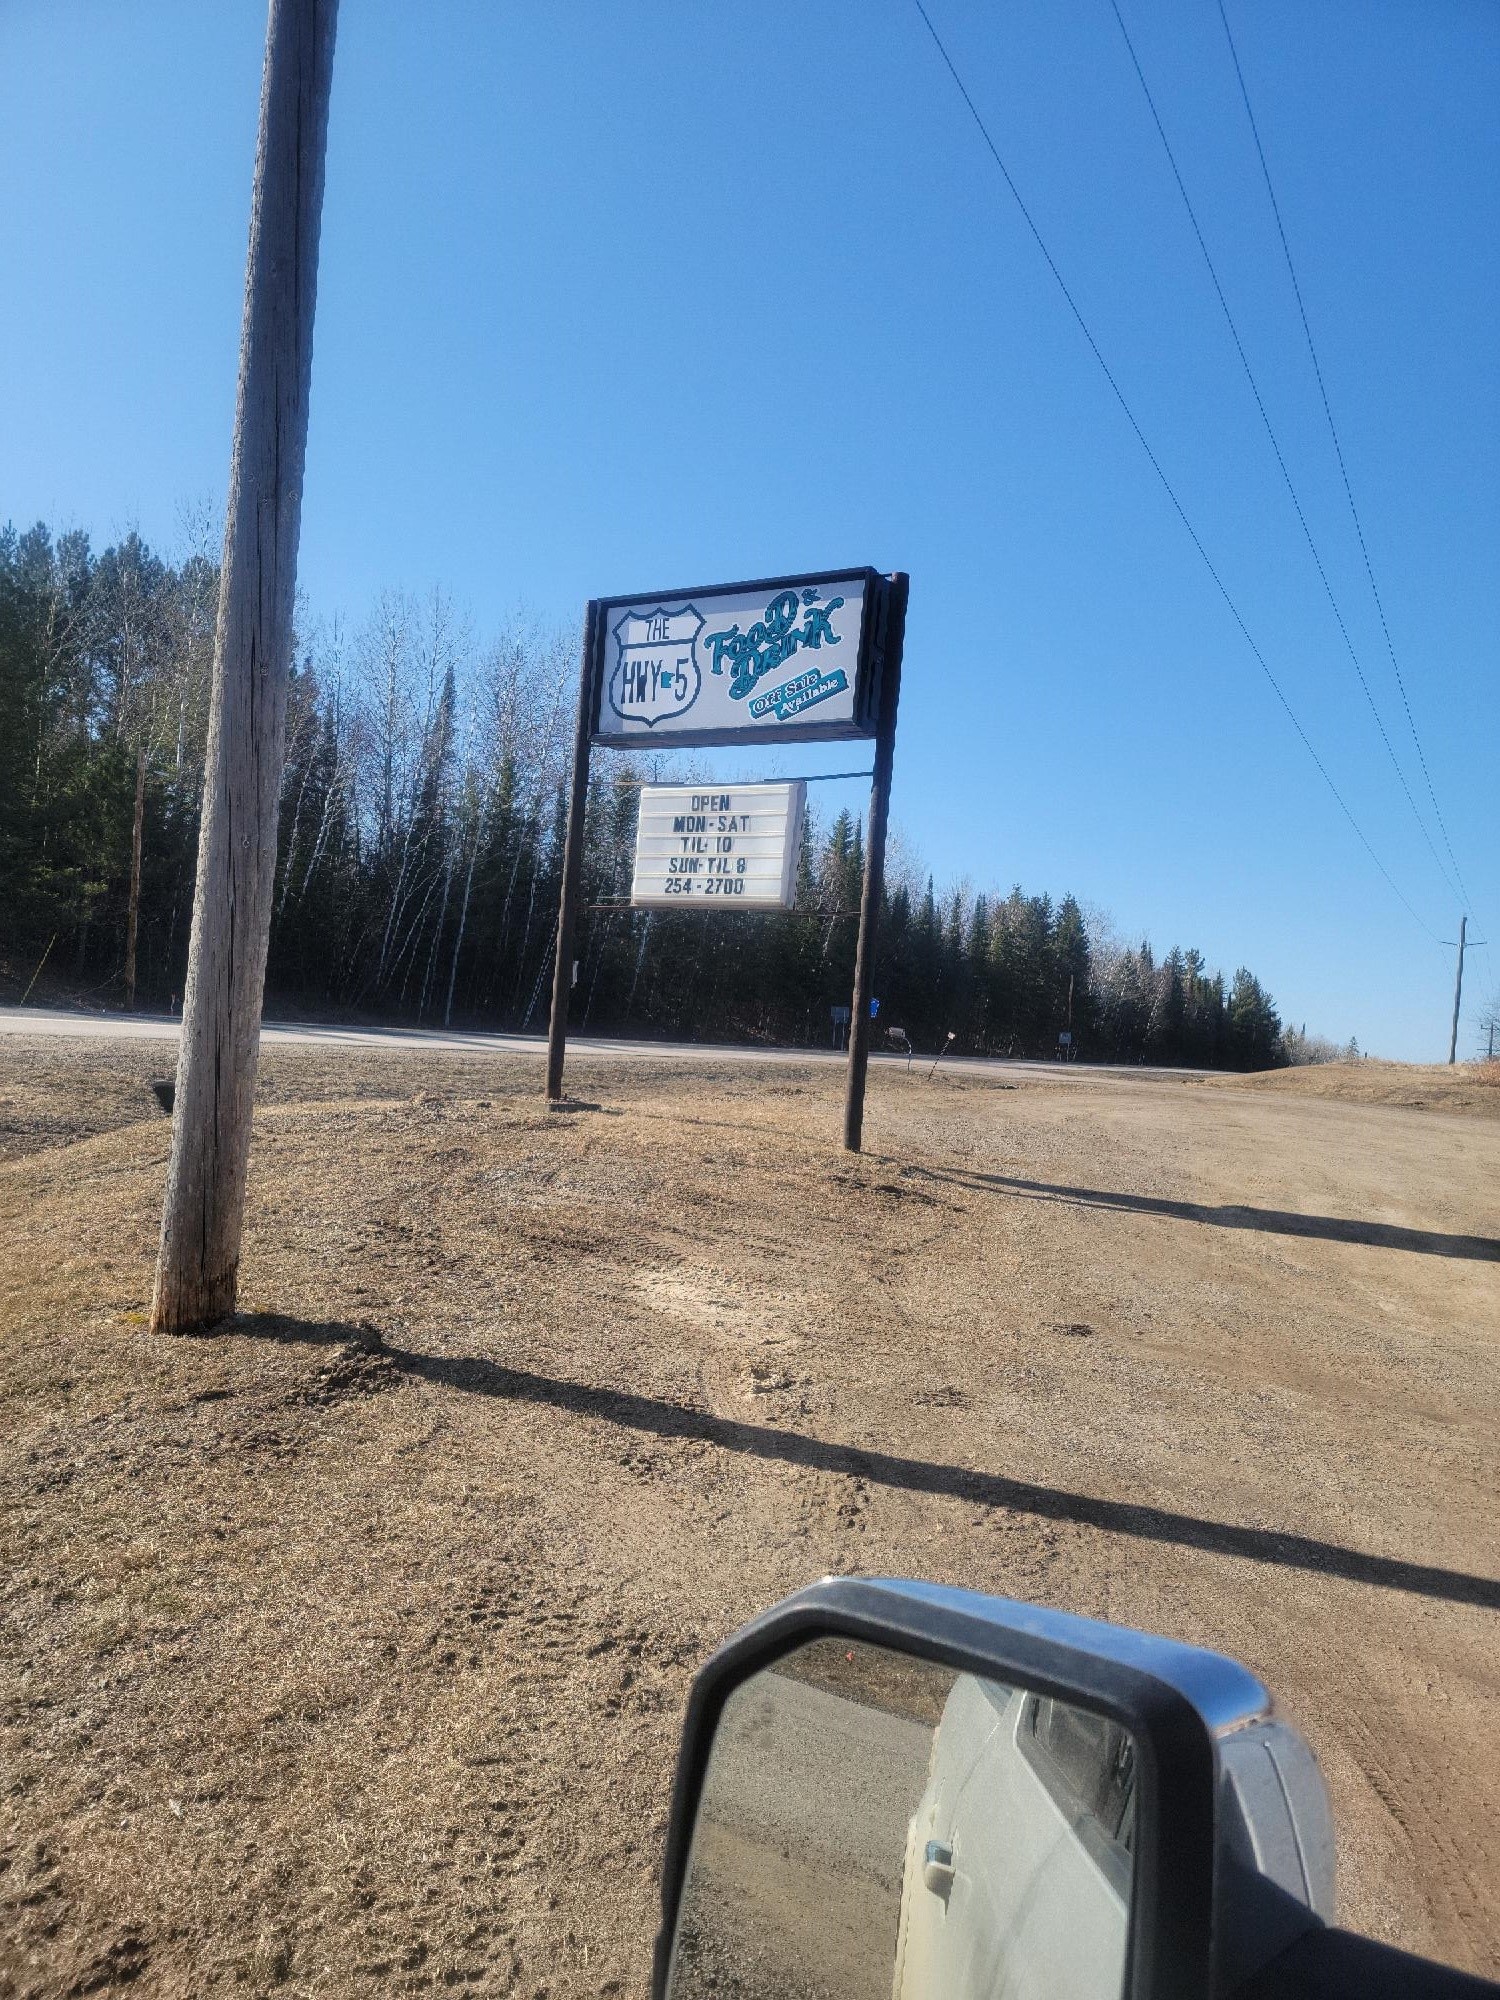 THE
HWY 5
FOOD &
DRINK
Off Sale
Available
OPEN
MON-SAT
TIL-10
SUN-TIL 8
254-2700